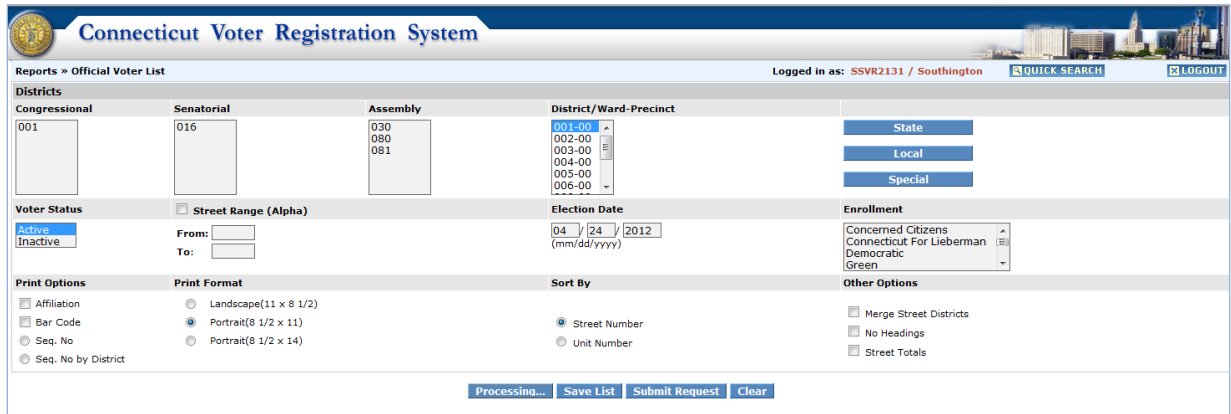 Connecticut Voter Registration System
Reports » Official Voter List Logged in as: SSVR2131 / Southington QUICK SEARCH LOGOUT
Districts
Congressional Senatorial Assembly District/Ward-Precinct
001 016 030 001-00 State
080 002-00
081 003-00 Local
004-00
005-00 Special
006-00
Voter Status Street Range (Alpha) Election Date Enrollment
Active From: 04 / 24 / 2012 Concerned Citizens
Inactive (mm/dd/yyyy) Connecticut For Lieberman
To: Democratic
Green
Print Options Print Format Sort By Other Options
Affiliation Landscape(11 x 8 1/2)
Bar Code Portrait(8 1/2 x 11) Street Number Merge Street Districts
Seq. No Portrait(8 1/2 x 14) Unit Number No Headings
Seq. No by District Street Totals
Processing... Save List Submit Request Clear